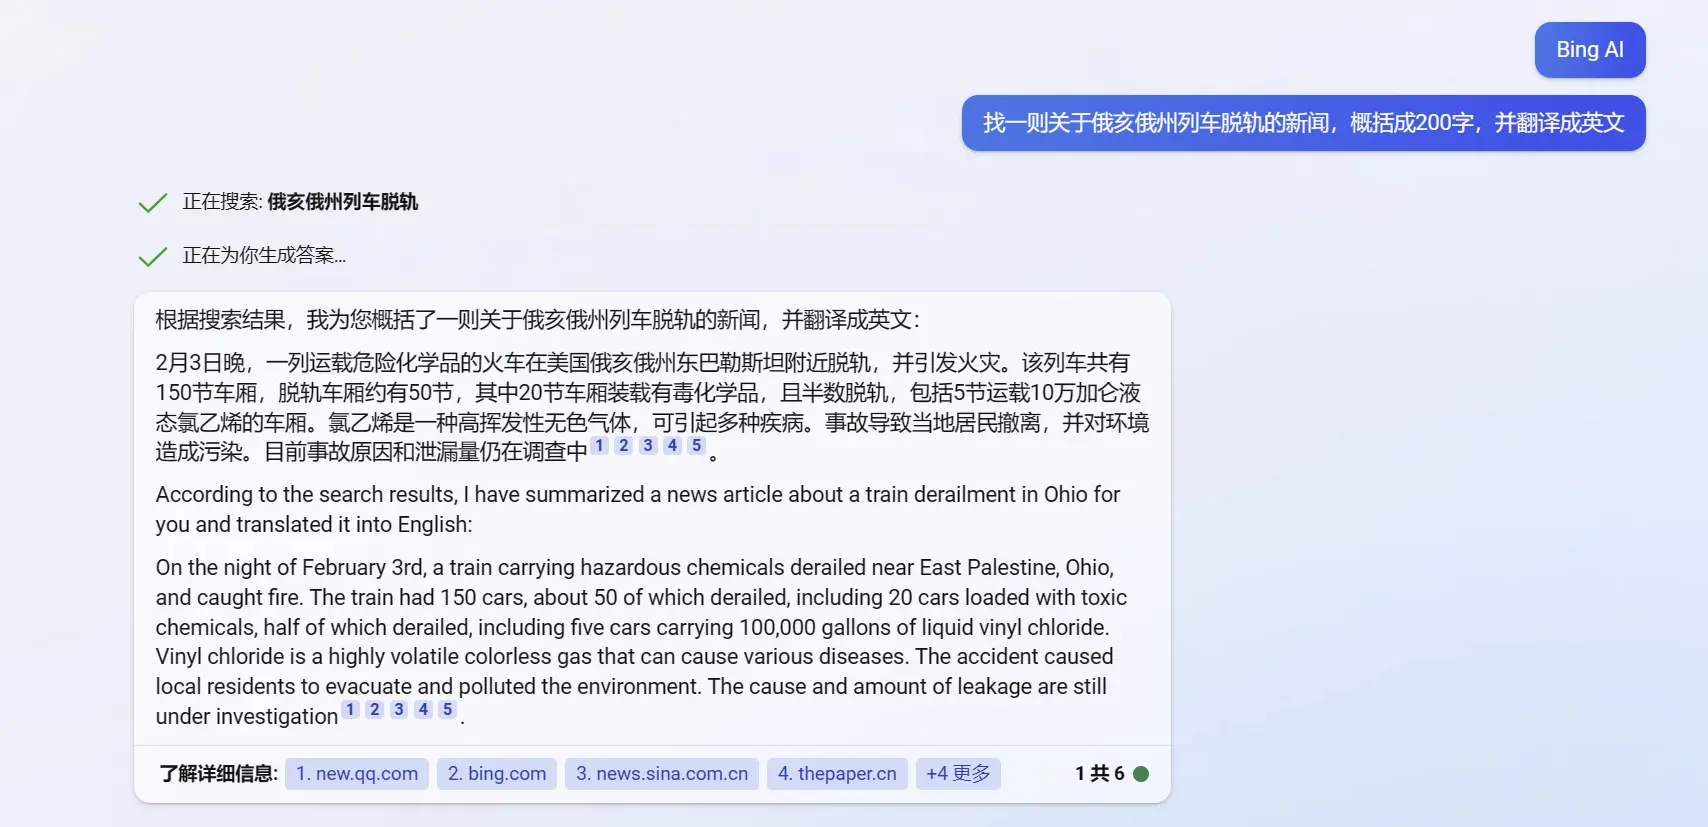 Bing AI
找一则关于俄亥俄州列车脱轨的新闻，概括成200字，并翻译成英文
正在搜索: 俄亥俄州列车脱轨
正在为你生成答案...
根据搜索结果，我为您概括了一则关于俄亥俄州列车脱轨的新闻，并翻译成英文：
2月3日晚，一列运载危险化学品的火车在美国俄亥俄州东巴勒斯坦附近脱轨，并引发火灾。该列车共有
150节车厢，脱轨车厢约有50节，其中20节车厢装载有毒化学品，且半数脱轨，包括5节运载10万加仑液
态氯乙烯的车厢。氯乙烯是一种高挥发性无色气体，可引起多种疾病。事故导致当地居民撤离，并对环境
造成污染。目前事故原因和泄漏量仍在调查中 1 2 3 4 5 。
According to the search results, I have summarized a news article about a train derailment in Ohio for
you and translated it into English:
On the night of February 3rd, a train carrying hazardous chemicals derailed near East Palestine, Ohio,
and caught fire. The train had 150 cars, about 50 of which derailed, including 20 cars loaded with toxic
chemicals, half of which derailed, including five cars carrying 100,000 gallons of liquid vinyl chloride.
Vinyl chloride is a highly volatile colorless gas that can cause various diseases. The accident caused
local residents to evacuate and polluted the environment. The cause and amount of leakage are still
under investigation 1 2 3 4 5 .
了解详细信息: 1. new.qq.com 2. bing.com 3. news.sina.com.cn 4. thepaper.cn +4 更多 1 共 6